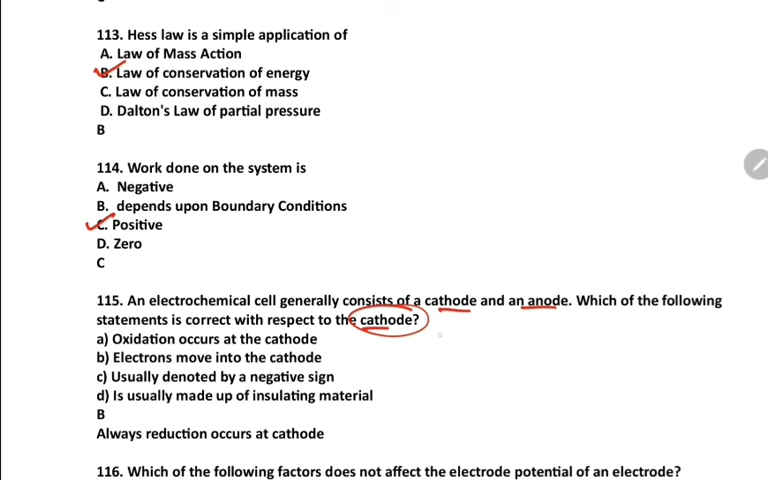 113. Hess law is a simple application of
A. Law of Mass Action
B. Law of conservation of energy
C. Law of conservation of mass
D. Dalton's Law of partial pressure
B
114. Work done on the system is
A. Negative
B. depends upon Boundary Conditions
C. Positive
D. Zero
C
115. An electrochemical cell generally consists of a cathode and an anode. Which of the following
statements is correct with respect to the cathode?
a) Oxidation occurs at the cathode
b) Electrons move into the cathode
c) Usually denoted by a negative sign
d) Is usually made up of insulating material
B
Always reduction occurs at cathode
116. Which of the following factors does not affect the electrode potential of an electrode?